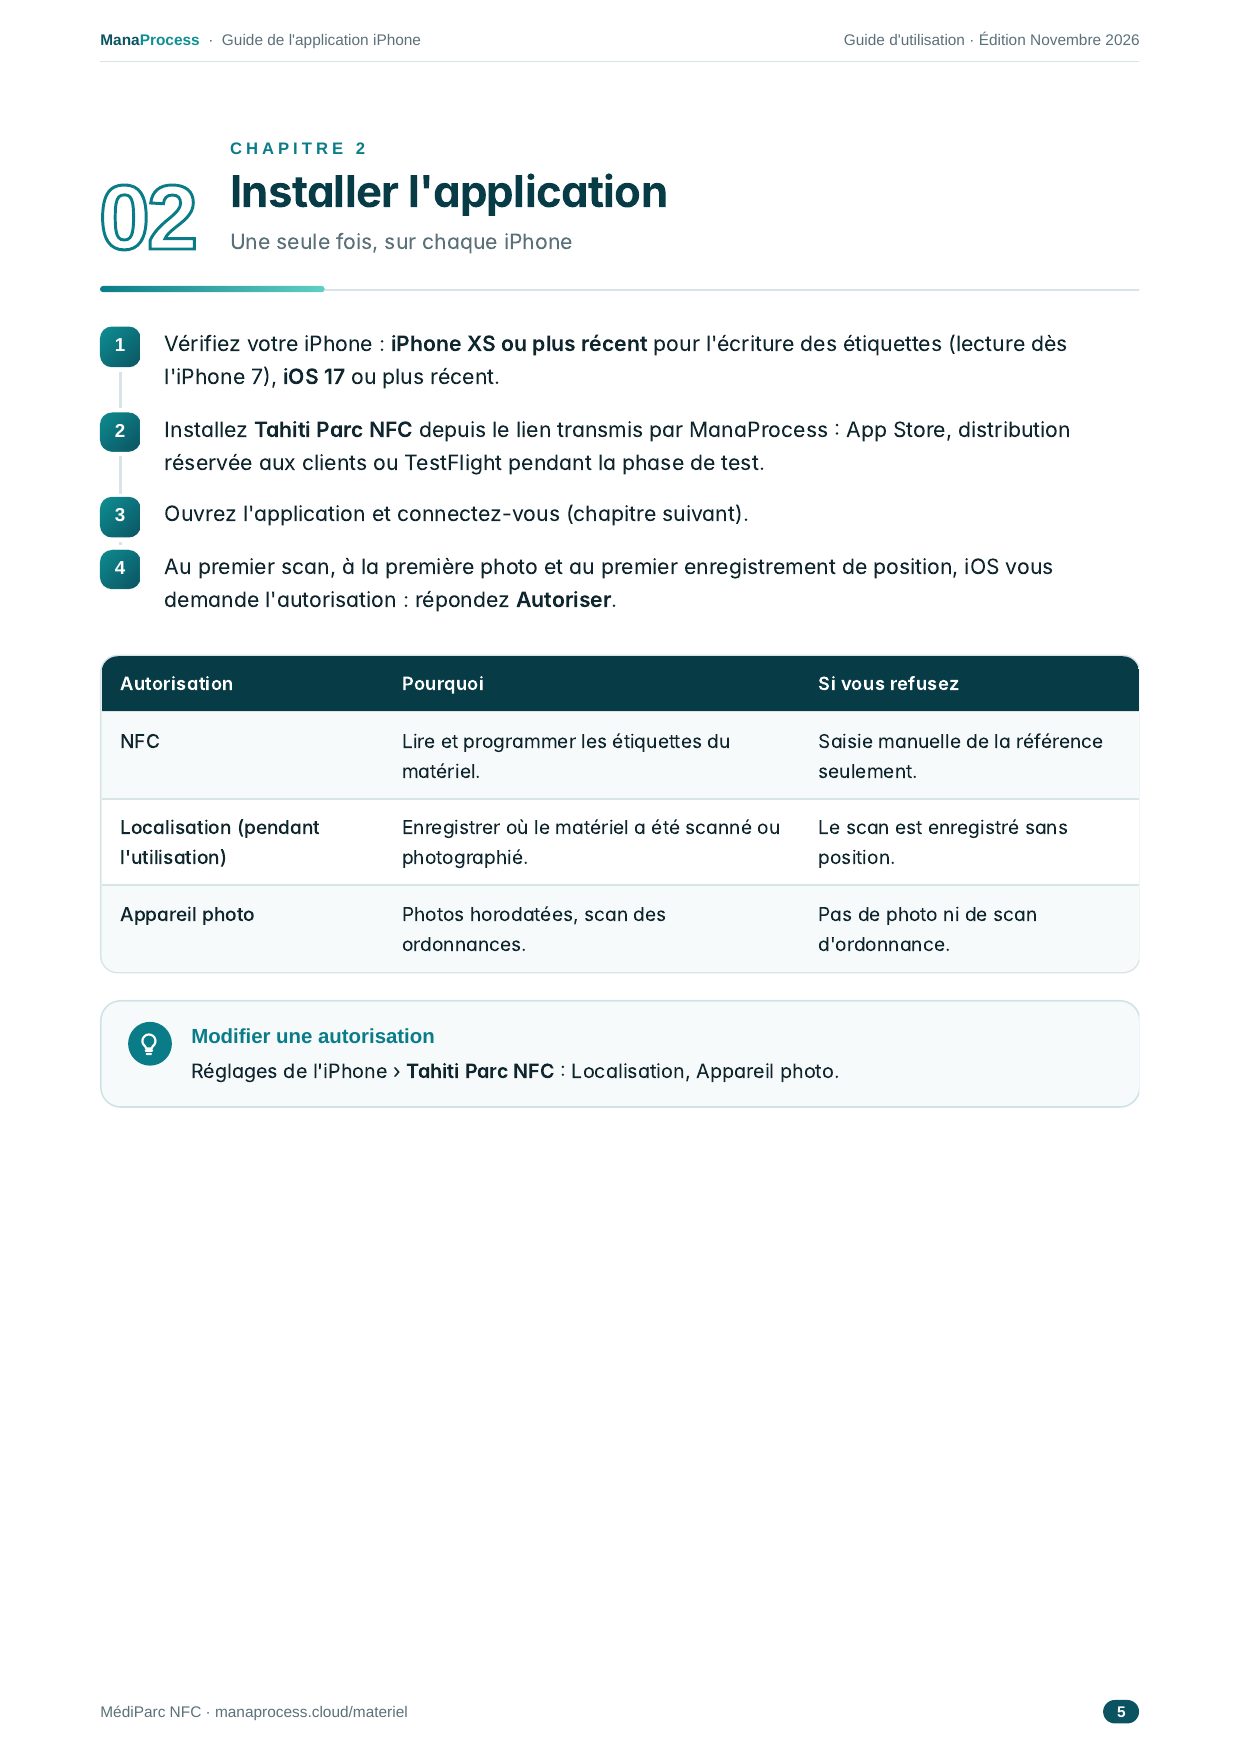 ManaProcess · Guide de l'application iPhone
Guide d'utilisation · Édition Novembre 2026
CHAPITRE 2
02
Installer l'application
Une seule fois, sur chaque iPhone
1
Vérifiez votre iPhone : iPhone XS ou plus récent pour l'écriture des étiquettes (lecture dès
l'iPhone 7), iOS 17 ou plus récent.
2
Installez Tahiti Parc NFC depuis le lien transmis par ManaProcess : App Store, distribution
réservée aux clients ou TestFlight pendant la phase de test.
3
Ouvrez l'application et connectez-vous (chapitre suivant).
4
Au premier scan, à la première photo et au premier enregistrement de position, iOS vous
demande l'autorisation : répondez Autoriser.
Autorisation
Pourquoi
Si vous refusez
NFC
Lire et programmer les étiquettes du
matériel.
Saisie manuelle de la référence
seulement.
Localisation (pendant
l'utilisation)
Enregistrer où le matériel a été scanné ou
photographié.
Le scan est enregistré sans
position.
Appareil photo
Photos horodatées, scan des
ordonnances.
Pas de photo ni de scan
d'ordonnance.
Modifier une autorisation
Réglages de l'iPhone › Tahiti Parc NFC : Localisation, Appareil photo.
MédiParc NFC · manaprocess.cloud/materiel
5